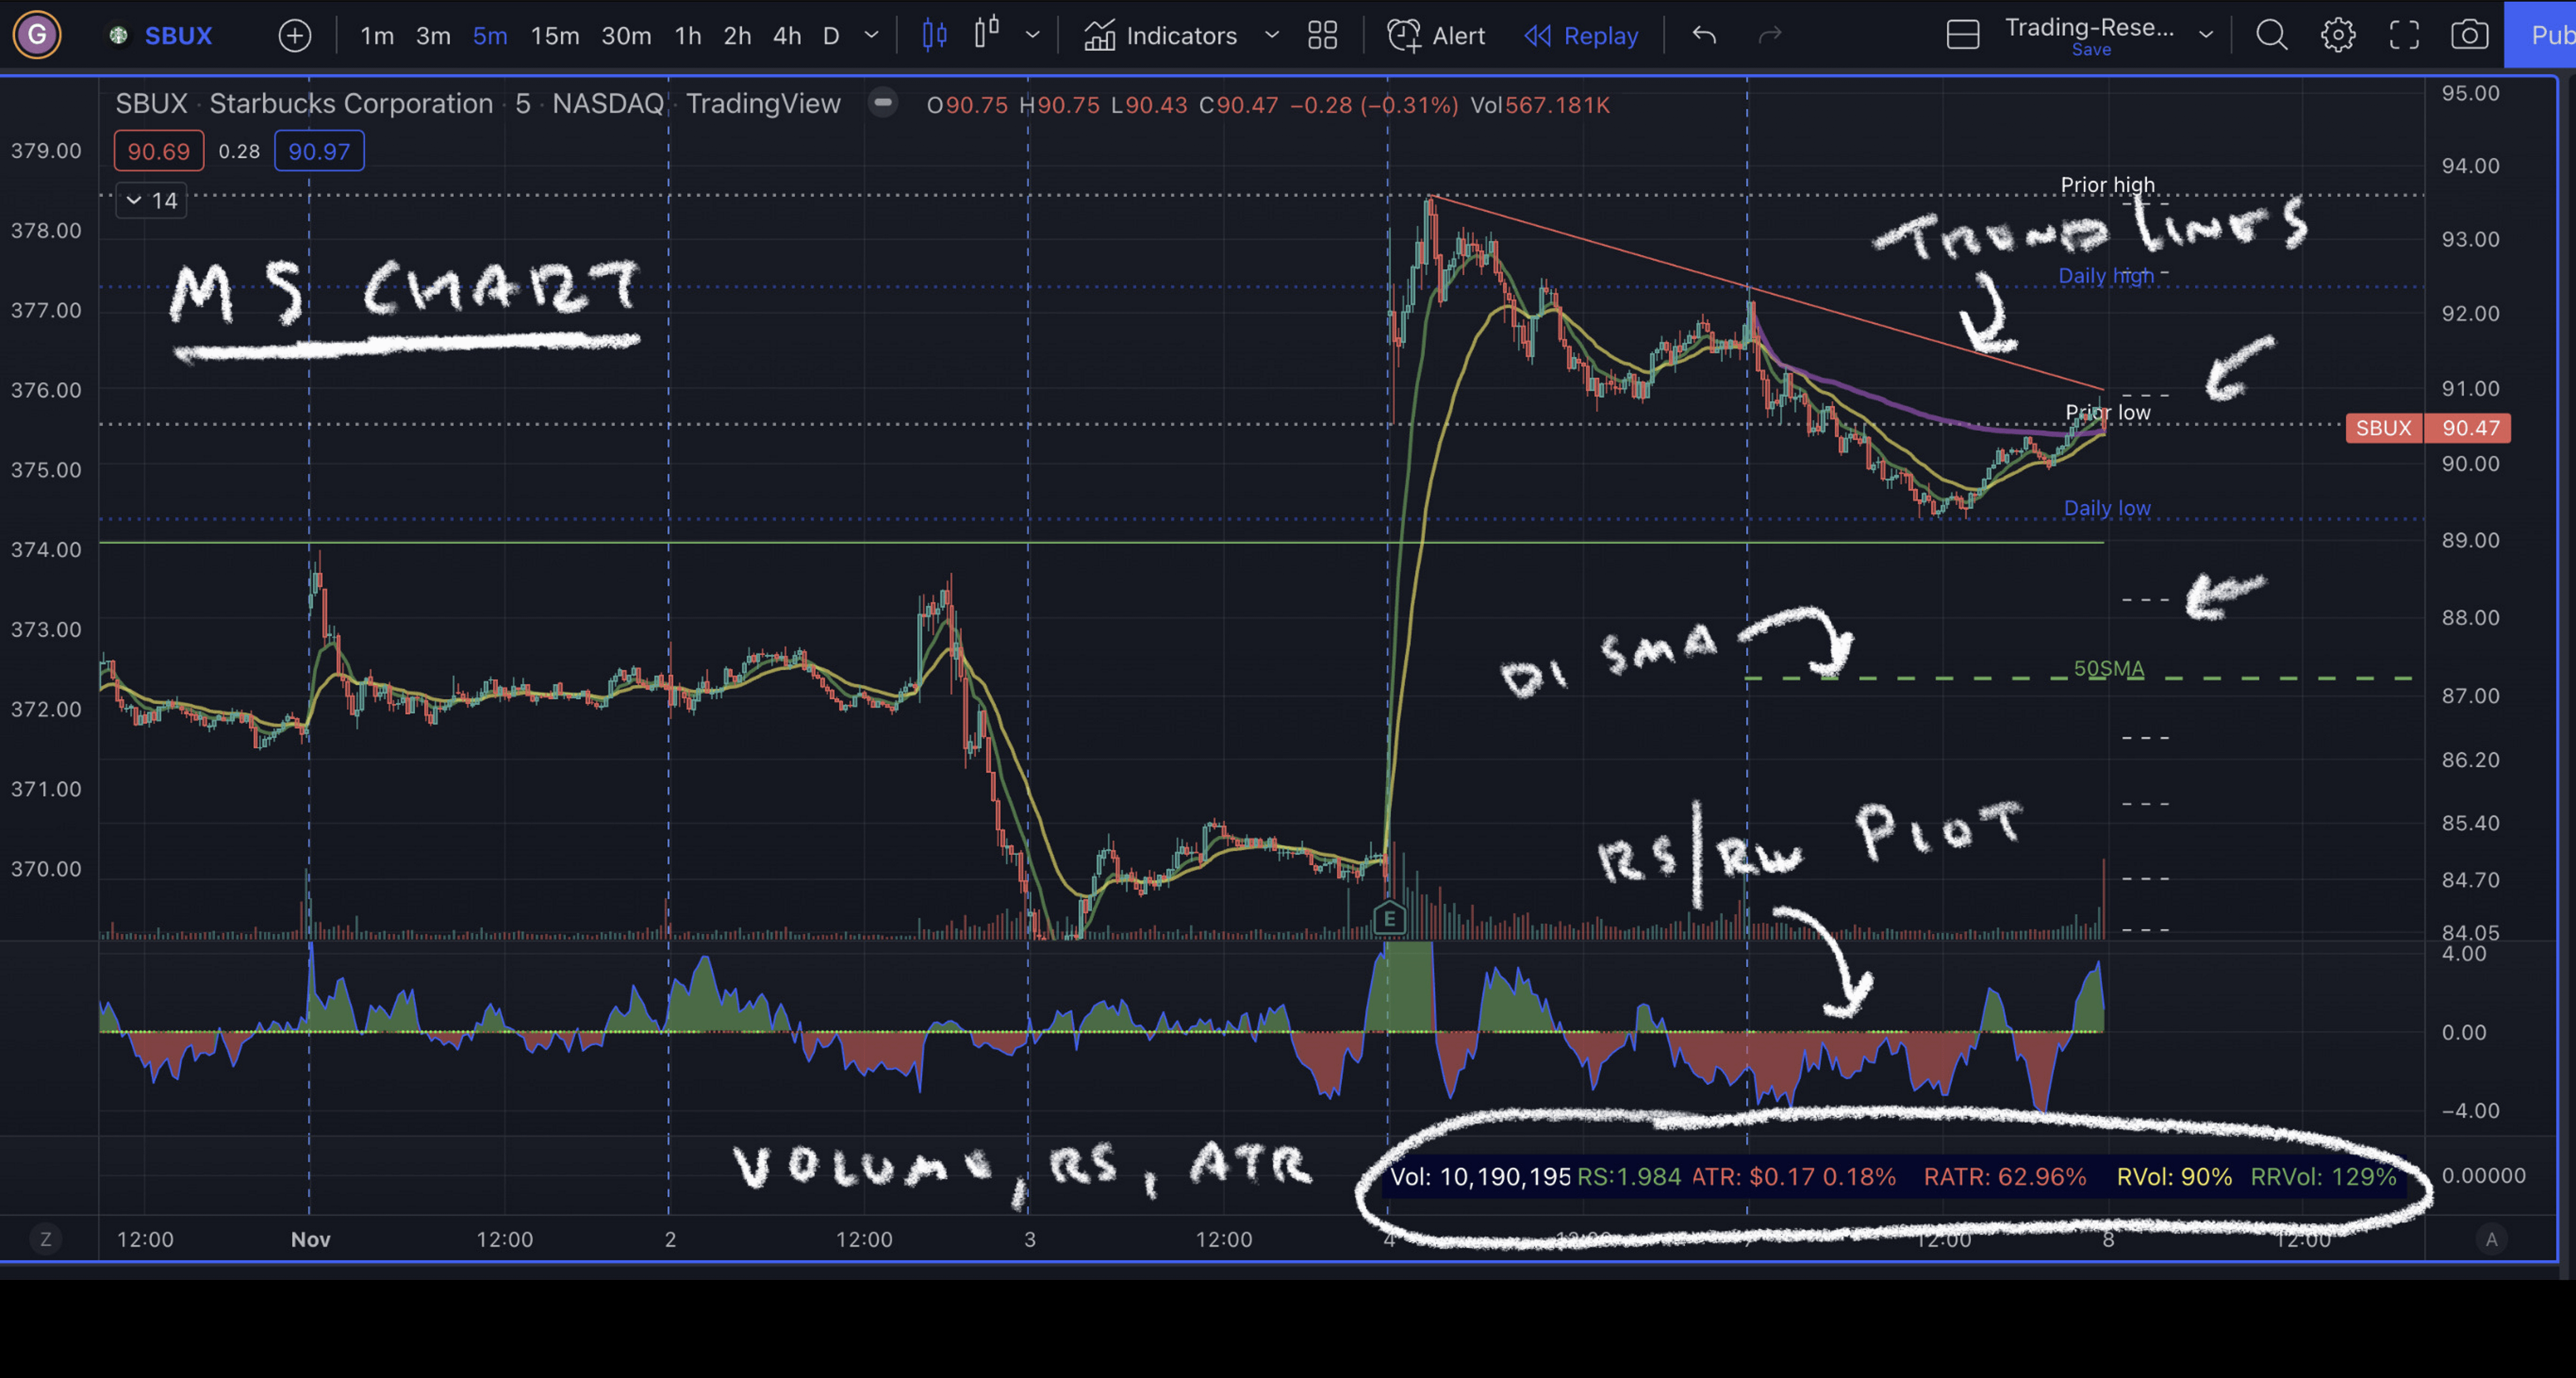 G SBUX 1m 3m 5m 15m 30m 1h 2h 4h D Indicators Alert Replay Trading-Rese... Save Pub
SBUX · Starbucks Corporation · 5 · NASDAQ · TradingView O90.75 H90.75 L90.43 C90.47 −0.28 (−0.31%) Vol567.181K
90.69 0.28 90.97
14
MS CHART
379.00
378.00
377.00
376.00
375.00
374.00
373.00
372.00
371.00
370.00
Prior high
TREND LINES
Daily high
Prior low
Daily low
D1 SMA
50SMA
RS/RW PLOT
E
95.00
94.00
93.00
92.00
91.00
SBUX 90.47
90.00
89.00
88.00
87.00
86.20
85.40
84.70
84.05
4.00
0.00
−4.00
0.00000
VOLUME, RS, ATR
Vol: 10,190,195 RS:1.984 ATR: $0.17 0.18% RATR: 62.96% RVol: 90% RRVol: 129%
Z 12:00 Nov 12:00 2 12:00 3 12:00 4 12:00 7 12:00 8 12:00 A